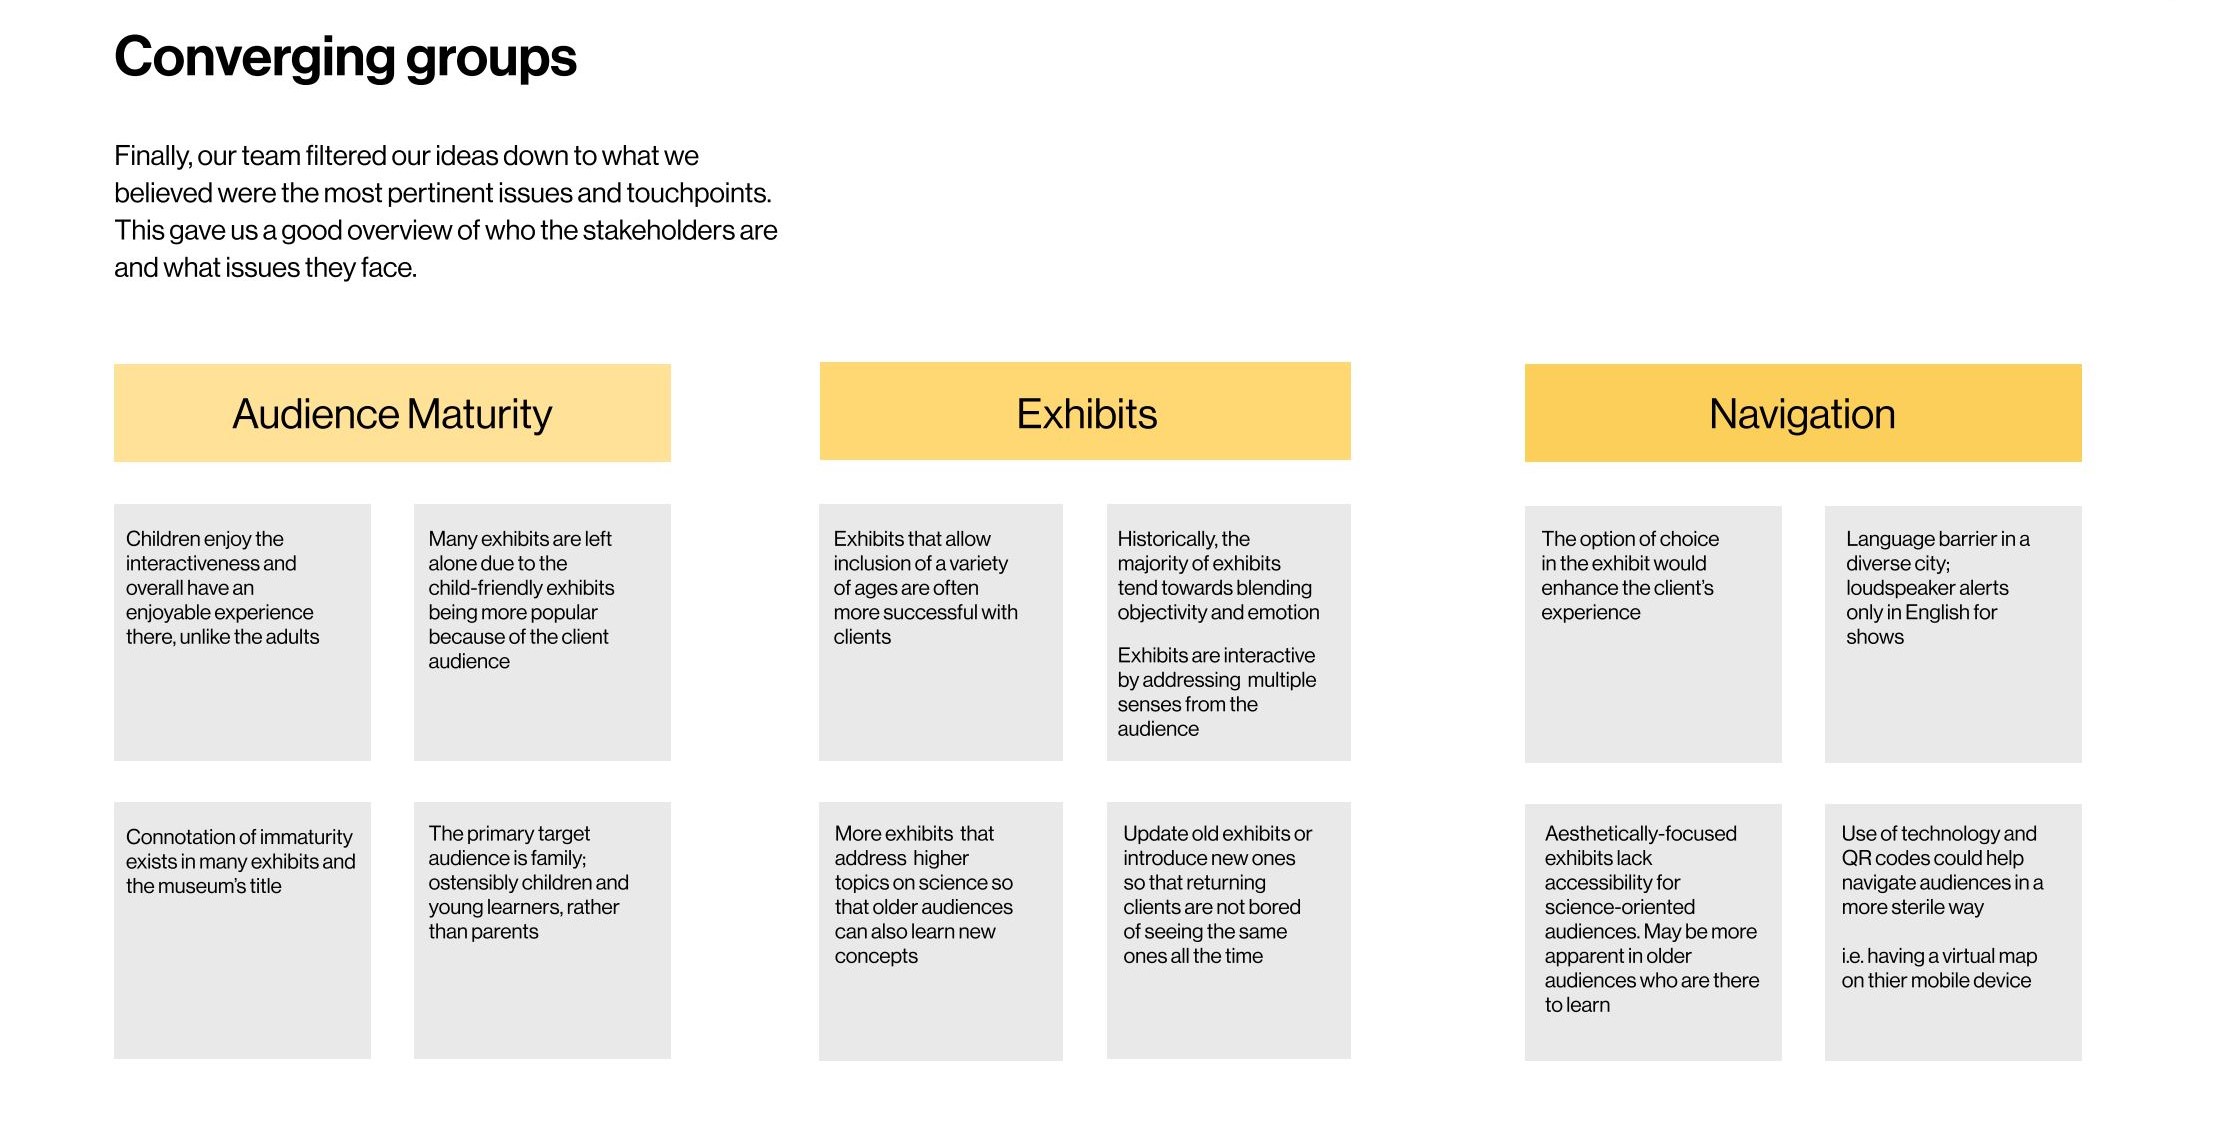 Converging groups
Finally, our team filtered our ideas down to what we
believed were the most pertinent issues and touchpoints.
This gave us a good overview of who the stakeholders are
and what issues they face.
Audience Maturity
Children enjoy the
interactiveness and
overall have an
enjoyable experience
there, unlike the adults
Many exhibits are left
alone due to the
child-friendly exhibits
being more popular
because of the client
audience
Connotation of immaturity
exists in many exhibits and
the museum's title
The primary target
audience is family;
ostensibly children and
young learners, rather
than parents
Exhibits
Exhibits that allow
inclusion of a variety
of ages are often
more successful with
clients
Historically, the
majority of exhibits
tend towards blending
objectivity and emotion
Exhibits are interactive
by addressing multiple
senses from the
audience
More exhibits that
address higher
topics on science so
that older audiences
can also learn new
concepts
Update old exhibits or
introduce new ones
so that returning
clients are not bored
of seeing the same
ones all the time
Navigation
The option of choice
in the exhibit would
enhance the client's
experience
Language barrier in a
diverse city;
loudspeaker alerts
only in English for
shows
Aesthetically-focused
exhibits lack
accessibility for
science-oriented
audiences. May be more
apparent in older
audiences who are there
to learn
Use of technology and
QR codes could help
navigate audiences in a
more sterile way
i.e. having a virtual map
on thier mobile device